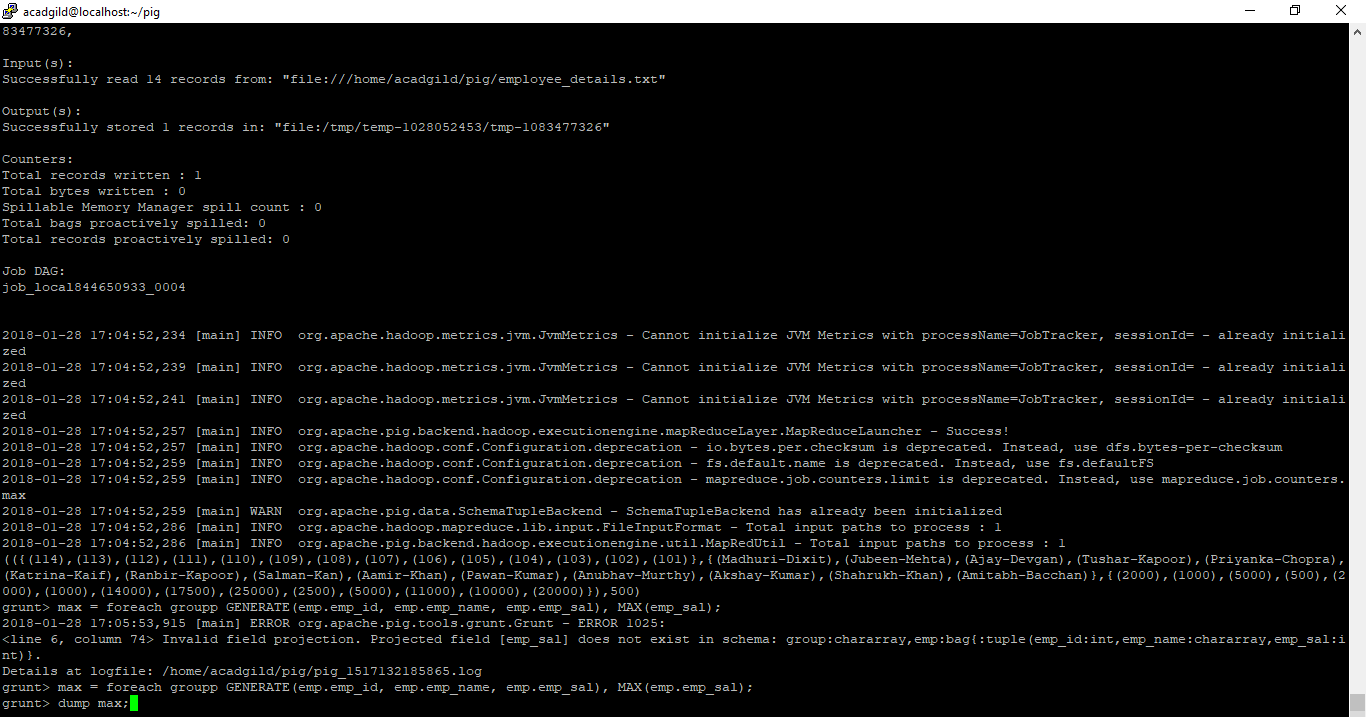 acadgild@localhost:~/pig
83477326,
Input(s):
Successfully read 14 records from: "file:///home/acadgild/pig/employee_details.txt"
Output(s):
Successfully stored 1 records in: "file:/tmp/temp-1028052453/tmp-1083477326"
Counters:
Total records written : 1
Total bytes written : 0
Spillable Memory Manager spill count : 0
Total bags proactively spilled: 0
Total records proactively spilled: 0
Job DAG:
job_local844650933_0004
2018-01-28 17:04:52,234 [main] INFO  org.apache.hadoop.metrics.jvm.JvmMetrics - Cannot initialize JVM Metrics with processName=JobTracker, sessionId= - already initiali
zed
2018-01-28 17:04:52,239 [main] INFO  org.apache.hadoop.metrics.jvm.JvmMetrics - Cannot initialize JVM Metrics with processName=JobTracker, sessionId= - already initiali
zed
2018-01-28 17:04:52,241 [main] INFO  org.apache.hadoop.metrics.jvm.JvmMetrics - Cannot initialize JVM Metrics with processName=JobTracker, sessionId= - already initiali
zed
2018-01-28 17:04:52,257 [main] INFO  org.apache.pig.backend.hadoop.executionengine.mapReduceLayer.MapReduceLauncher - Success!
2018-01-28 17:04:52,257 [main] INFO  org.apache.hadoop.conf.Configuration.deprecation - io.bytes.per.checksum is deprecated. Instead, use dfs.bytes-per-checksum
2018-01-28 17:04:52,259 [main] INFO  org.apache.hadoop.conf.Configuration.deprecation - fs.default.name is deprecated. Instead, use fs.defaultFS
2018-01-28 17:04:52,259 [main] INFO  org.apache.hadoop.conf.Configuration.deprecation - mapreduce.job.counters.limit is deprecated. Instead, use mapreduce.job.counters.
max
2018-01-28 17:04:52,259 [main] WARN  org.apache.pig.data.SchemaTupleBackend - SchemaTupleBackend has already been initialized
2018-01-28 17:04:52,286 [main] INFO  org.apache.hadoop.mapreduce.lib.input.FileInputFormat - Total input paths to process : 1
2018-01-28 17:04:52,286 [main] INFO  org.apache.pig.backend.hadoop.executionengine.util.MapRedUtil - Total input paths to process : 1
(({(114),(113),(112),(111),(110),(109),(108),(107),(106),(105),(104),(103),(102),(101)},{(Madhuri-Dixit),(Jubeen-Mehta),(Ajay-Devgan),(Tushar-Kapoor),(Priyanka-Chopra),
(Katrina-Kaif),(Ranbir-Kapoor),(Salman-Kan),(Aamir-Khan),(Pawan-Kumar),(Anubhav-Murthy),(Akshay-Kumar),(Shahrukh-Khan),(Amitabh-Bacchan)},{(2000),(1000),(5000),(500),(2
000),(1000),(14000),(17500),(25000),(2500),(5000),(11000),(10000),(20000)}),500)
grunt> max = foreach groupp GENERATE(emp.emp_id, emp.emp_name, emp.emp_sal), MAX(emp_sal);
2018-01-28 17:05:53,915 [main] ERROR org.apache.pig.tools.grunt.Grunt - ERROR 1025:
<line 6, column 74> Invalid field projection. Projected field [emp_sal] does not exist in schema: group:chararray,emp:bag{:tuple(emp_id:int,emp_name:chararray,emp_sal:i
nt)}.
Details at logfile: /home/acadgild/pig/pig_1517132185865.log
grunt> max = foreach groupp GENERATE(emp.emp_id, emp.emp_name, emp.emp_sal), MAX(emp.emp_sal);
grunt> dump max;